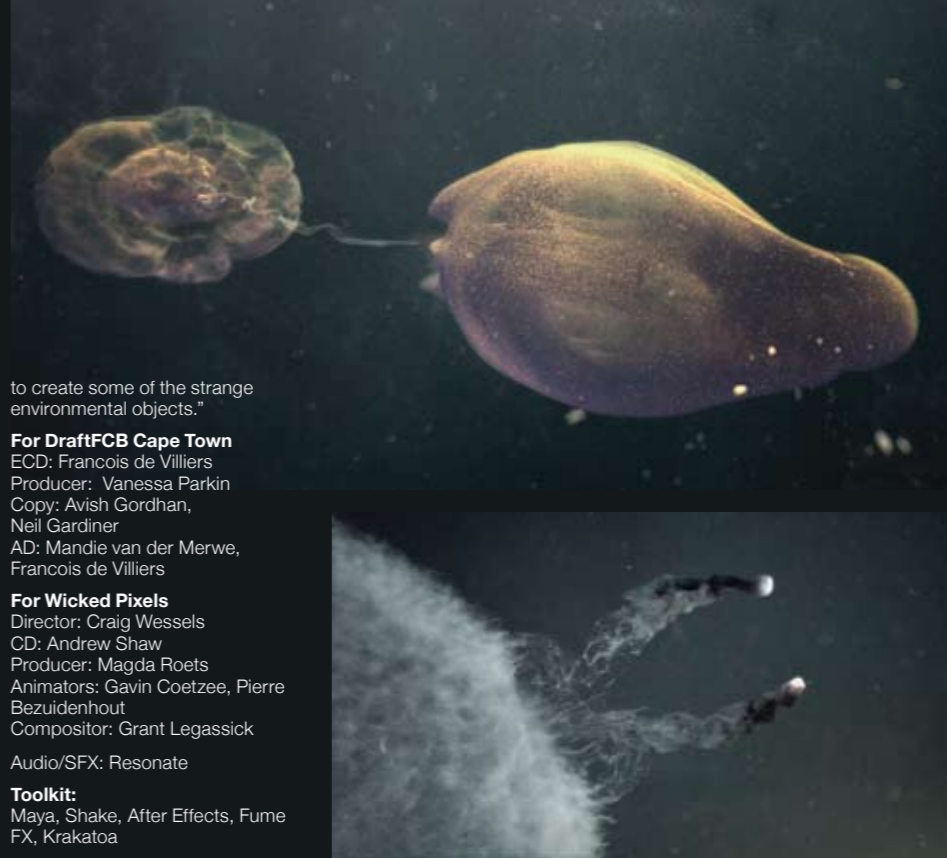 to create some of the strange
environmental objects.”
For DraftFCB Cape Town
ECD: Francois de Villiers
Producer:  Vanessa Parkin
Copy: Avish Gordhan,
Neil Gardiner
AD: Mandie van der Merwe,
Francois de Villiers
For Wicked Pixels
Director: Craig Wessels
CD: Andrew Shaw
Producer: Magda Roets
Animators: Gavin Coetzee, Pierre
Bezuidenhout
Compositor: Grant Legassick
Audio/SFX: Resonate
Toolkit:
Maya, Shake, After Effects, Fume
FX, Krakatoa